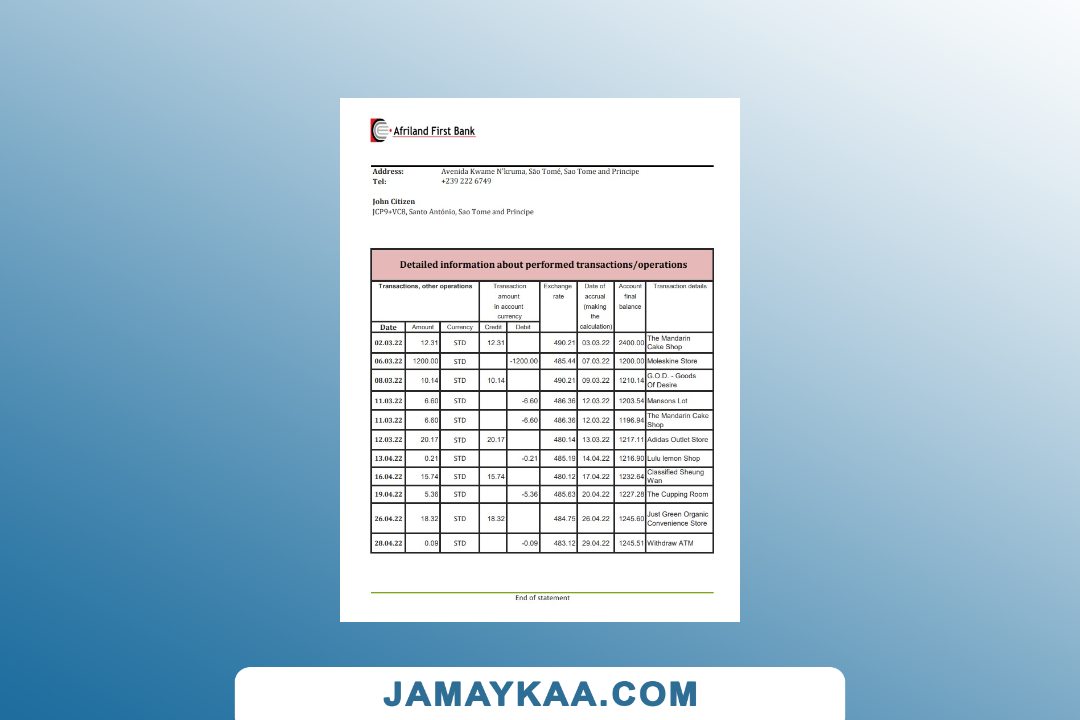 Afriland First Bank
Address: Avenida Kwame N'kruma, São Tomé, Sao Tome and Principe
Tel: +239 222 6749
John Citizen
JCP9+VC8, Santo António, Sao Tome and Príncipe
Detailed information about performed transactions/operations
Transactions, other operations Transaction amount in account currency Exchange rate Date of accrual (making the calculation) Account final balance Transaction details
Date Amount Currency Credit Debit
02.03.22 12.31 STD 12.31 490.21 03.03.22 2400.00 The Mandarin Cake Shop
06.03.22 1200.00 STD -1200.00 485.44 07.03.22 1200.00 Moleskine Store
08.03.22 10.14 STD 10.14 490.21 09.03.22 1210.14 G.O.D. - Goods Of Desire
11.03.22 6.60 STD -6.60 486.36 12.03.22 1203.54 Mansons Lot
11.03.22 6.60 STD -6.60 486.36 12.03.22 1196.94 The Mandarin Cake Shop
12.03.22 20.17 STD 20.17 480.14 13.03.22 1217.11 Adidas Outlet Store
13.04.22 0.21 STD -0.21 485.19 14.04.22 1216.90 Lulu lemon Shop
16.04.22 15.74 STD 15.74 480.12 17.04.22 1232.64 Classified Sheung Wan
19.04.22 5.36 STD -5.36 485.63 20.04.22 1227.28 The Cupping Room
26.04.22 18.32 STD 18.32 484.75 26.04.22 1245.60 Just Green Organic Convenience Store
28.04.22 0.09 STD -0.09 483.12 29.04.22 1245.51 Withdraw ATM
End of statement
JAMAYKAA.COM